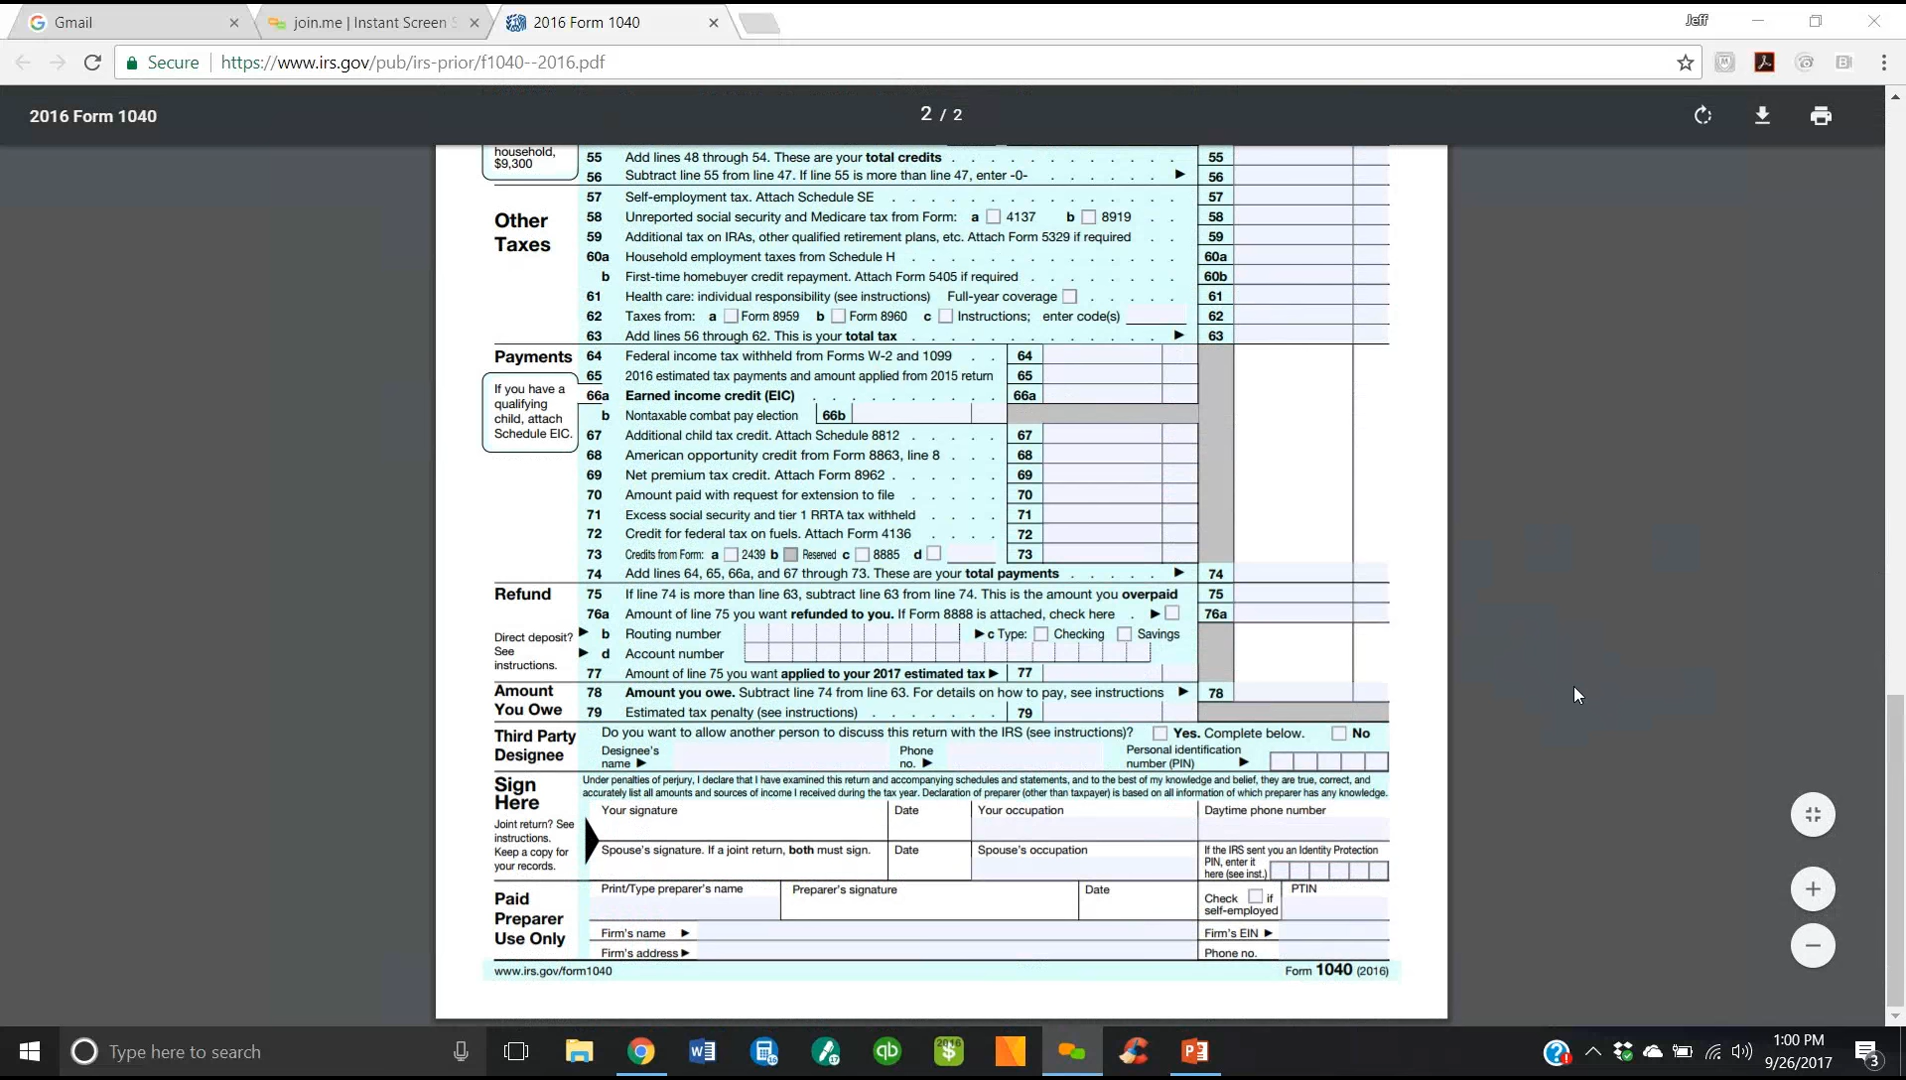 Gmail
join.me | Instant Screen S
2016 Form 1040
Jeff
Secure
https://www.irs.gov/pub/irs-prior/f1040--2016.pdf
2016 Form 1040
2 / 2
household,
$9,300
55 Add lines 48 through 54. These are your total credits 55
56 Subtract line 55 from line 47. If line 55 is more than line 47, enter -0- 56
Other
Taxes
57 Self-employment tax. Attach Schedule SE 57
58 Unreported social security and Medicare tax from Form: a 4137 b 8919 58
59 Additional tax on IRAs, other qualified retirement plans, etc. Attach Form 5329 if required 59
60a Household employment taxes from Schedule H 60a
b First-time homebuyer credit repayment. Attach Form 5405 if required 60b
61 Health care: individual responsibility (see instructions) Full-year coverage 61
62 Taxes from: a Form 8959 b Form 8960 c Instructions; enter code(s) 62
63 Add lines 56 through 62. This is your total tax 63
Payments
If you have a
qualifying
child, attach
Schedule EIC.
64 Federal income tax withheld from Forms W-2 and 1099 64
65 2016 estimated tax payments and amount applied from 2015 return 65
66a Earned income credit (EIC) 66a
b Nontaxable combat pay election 66b
67 Additional child tax credit. Attach Schedule 8812 67
68 American opportunity credit from Form 8863, line 8 68
69 Net premium tax credit. Attach Form 8962 69
70 Amount paid with request for extension to file 70
71 Excess social security and tier 1 RRTA tax withheld 71
72 Credit for federal tax on fuels. Attach Form 4136 72
73 Credits from Form: a 2439 b Reserved c 8885 d 73
74 Add lines 64, 65, 66a, and 67 through 73. These are your total payments 74
Refund
Direct deposit?
See
instructions.
75 If line 74 is more than line 63, subtract line 63 from line 74. This is the amount you overpaid 75
76a Amount of line 75 you want refunded to you. If Form 8888 is attached, check here 76a
b Routing number c Type: Checking Savings
d Account number
77 Amount of line 75 you want applied to your 2017 estimated tax 77
Amount
You Owe
78 Amount you owe. Subtract line 74 from line 63. For details on how to pay, see instructions 78
79 Estimated tax penalty (see instructions) 79
Third Party
Designee
Do you want to allow another person to discuss this return with the IRS (see instructions)? Yes. Complete below. No
Designee's
name
Phone
no.
Personal identification
number (PIN)
Sign
Here
Joint return? See
instructions.
Keep a copy for
your records.
Under penalties of perjury, I declare that I have examined this return and accompanying schedules and statements, and to the best of my knowledge and belief, they are true, correct, and
accurately list all amounts and sources of income I received during the tax year. Declaration of preparer (other than taxpayer) is based on all information of which preparer has any knowledge.
Your signature Date Your occupation Daytime phone number
Spouse's signature. If a joint return, both must sign. Date Spouse's occupation
If the IRS sent you an Identity Protection
PIN, enter it
here (see inst.)
Paid
Preparer
Use Only
Print/Type preparer's name Preparer's signature Date
Check if
self-employed
PTIN
Firm's name Firm's EIN
Firm's address Phone no.
www.irs.gov/form1040 Form 1040 (2016)
Type here to search
1:00 PM
9/26/2017
3